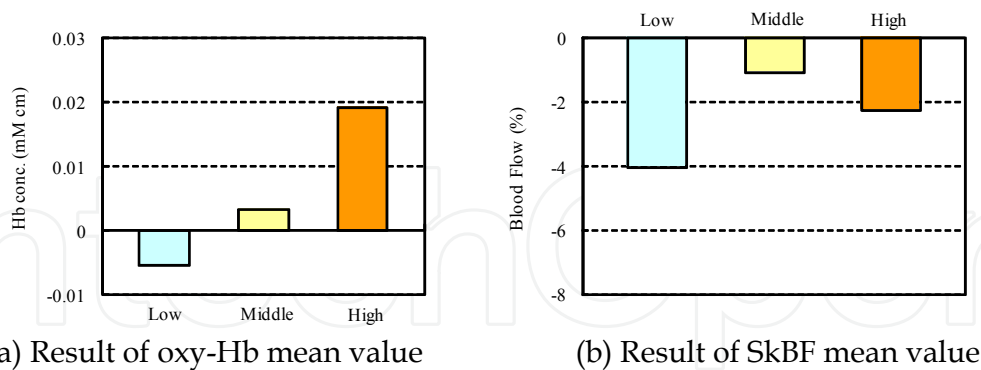 0.03
0.02
0.01
0
-0.01
Hb conc. (mM cm)
Low Middle High
a) Result of oxy-Hb mean value
Low Middle High
0
-2
-4
-6
-8
Blood Flow (%)
(b) Result of SkBF mean value